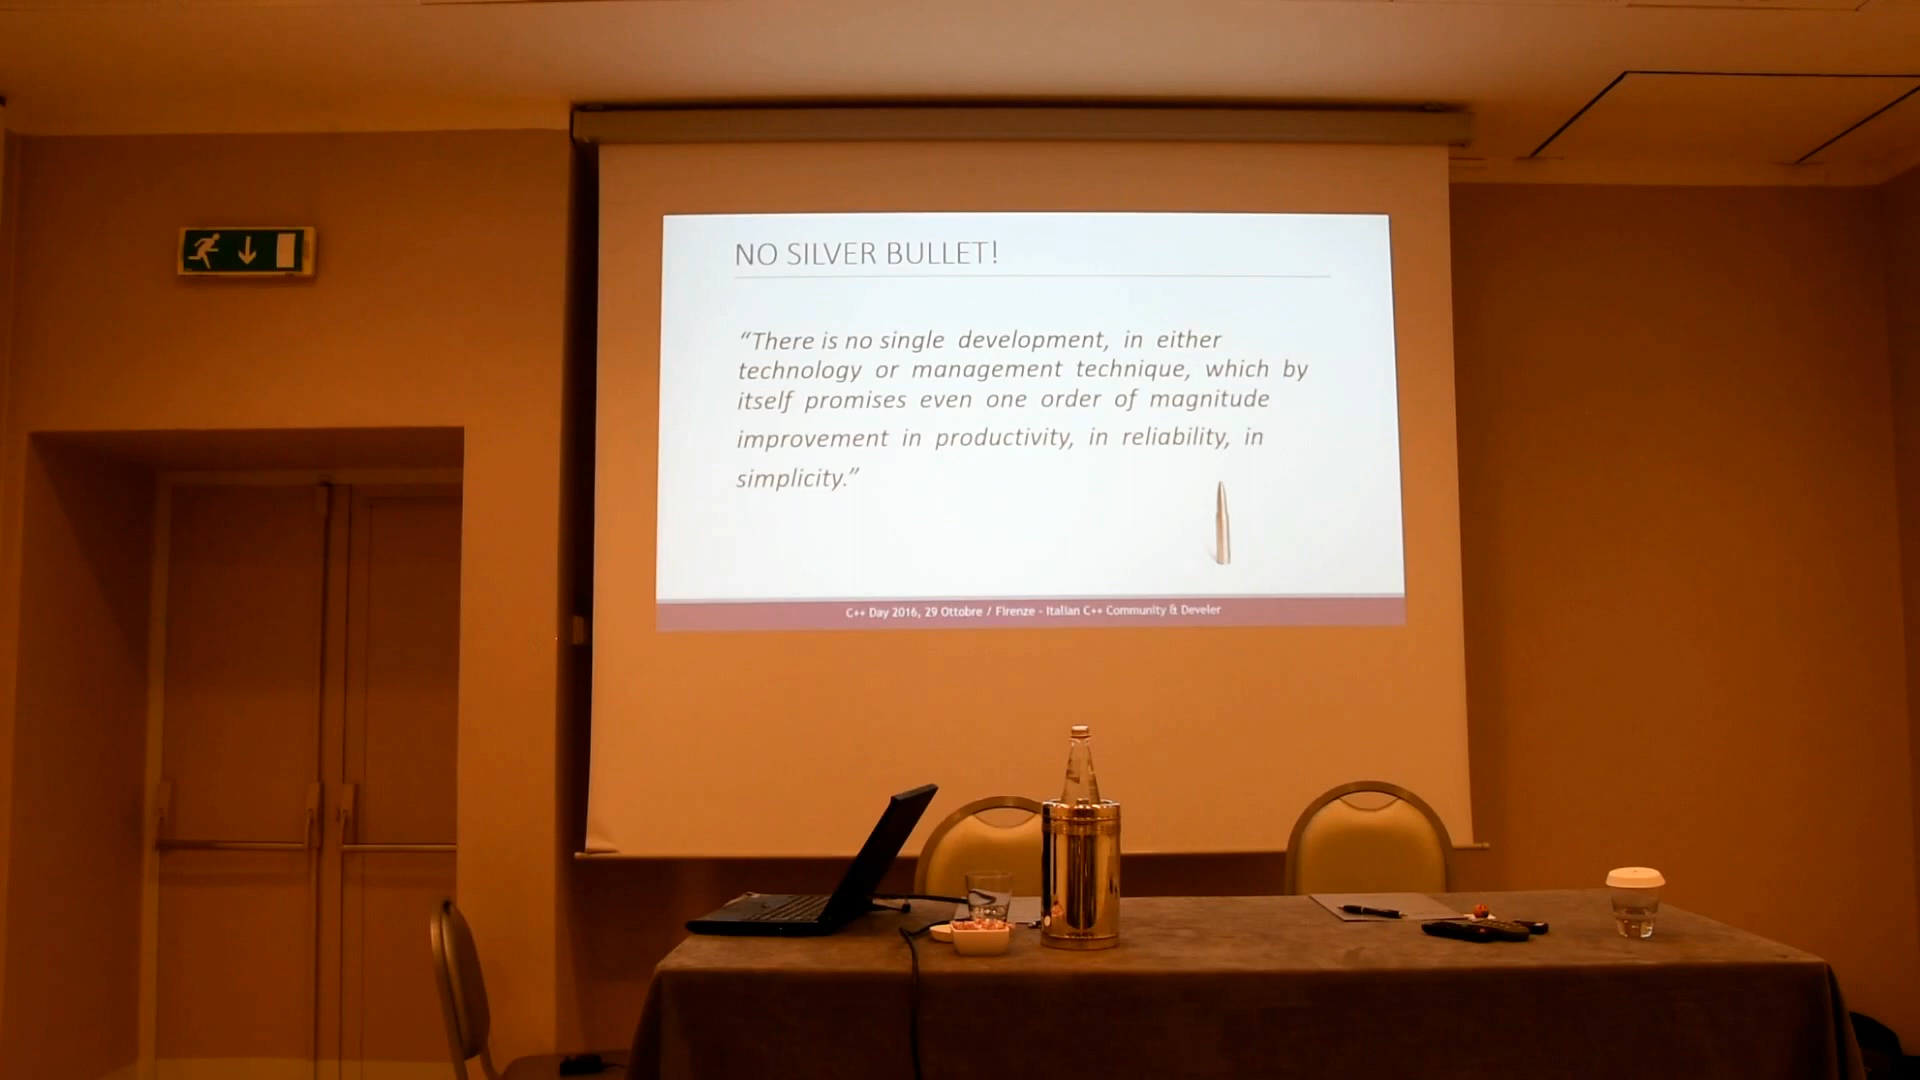 NO SILVER BULLET!
“There is no single development, in either
technology or management technique, which by
itself promises even one order of magnitude
improvement in productivity, in reliability, in
simplicity.”
C++ Day 2016, 29 Ottobre / Firenze - Italian C++ Community & Develer